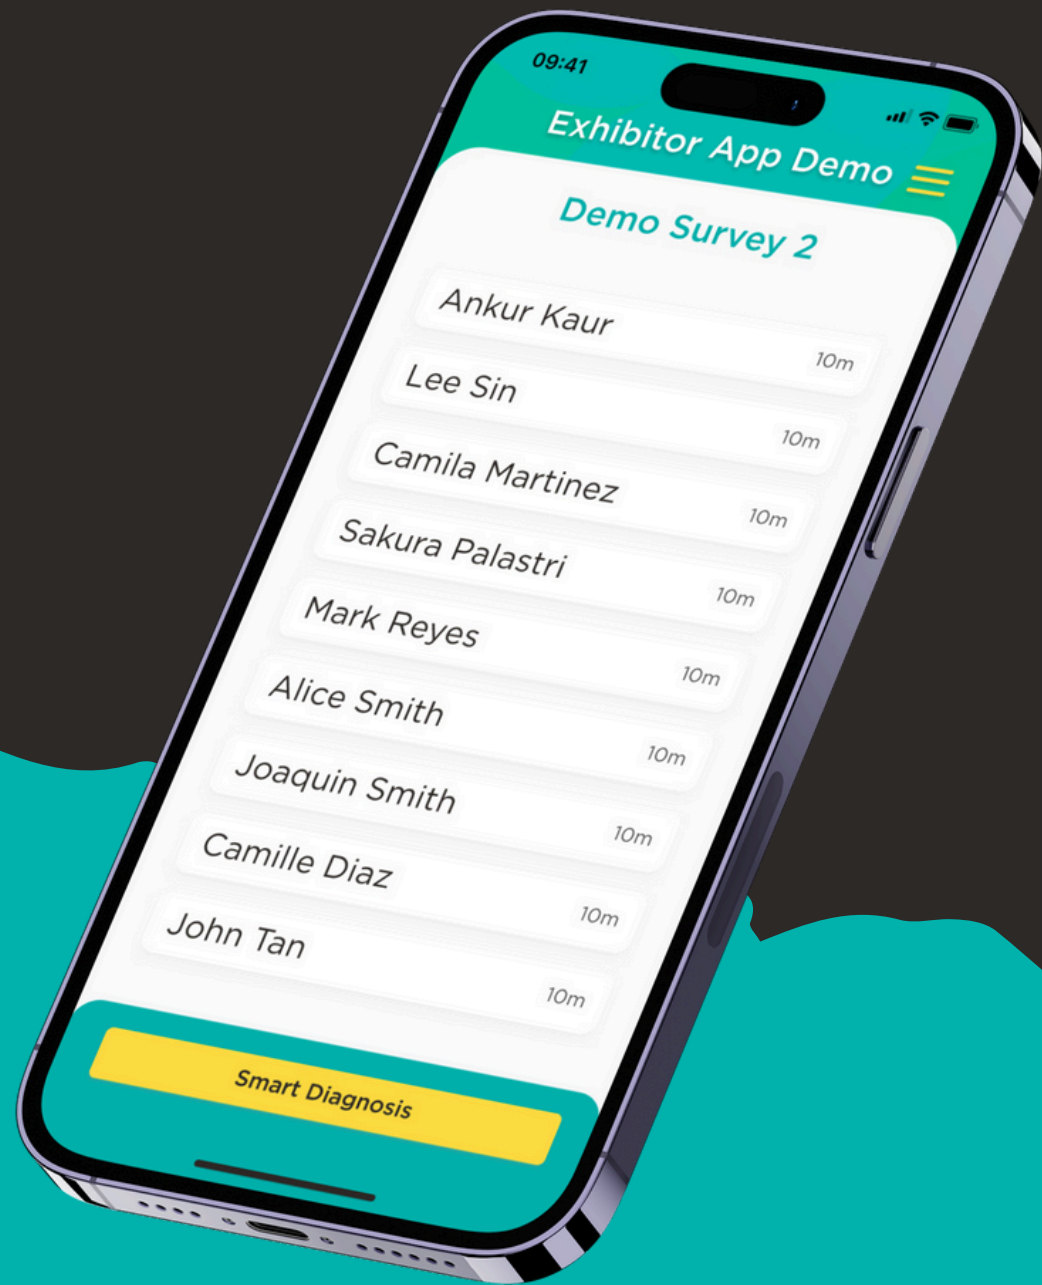 09:41
Exhibitor App Demo
Demo Survey 2
Ankur Kaur
10m
Lee Sin
10m
Camila Martinez
10m
Sakura Palastri
10m
Mark Reyes
10m
Alice Smith
10m
Joaquin Smith
10m
Camille Diaz
10m
John Tan
10m
Smart Diagnosis